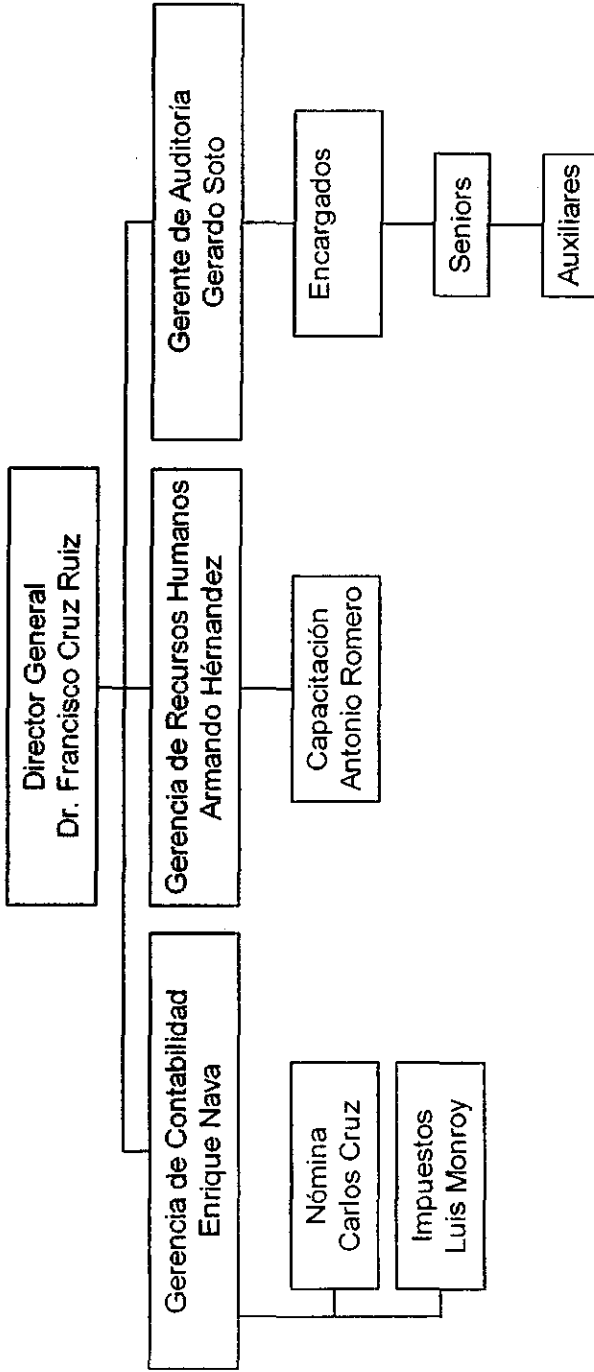 Director General
Dr. Francisco Cruz Ruiz
Gerencia de Contabilidad
Enrique Nava
Nómina
Carlos Cruz
Impuestos
Luis Monroy
Gerencia de Recursos Humanos
Armando Hérnandez
Capacitación
Antonio Romero
Gerente de Auditoría
Gerardo Soto
Encargados
Seniors
Auxiliares